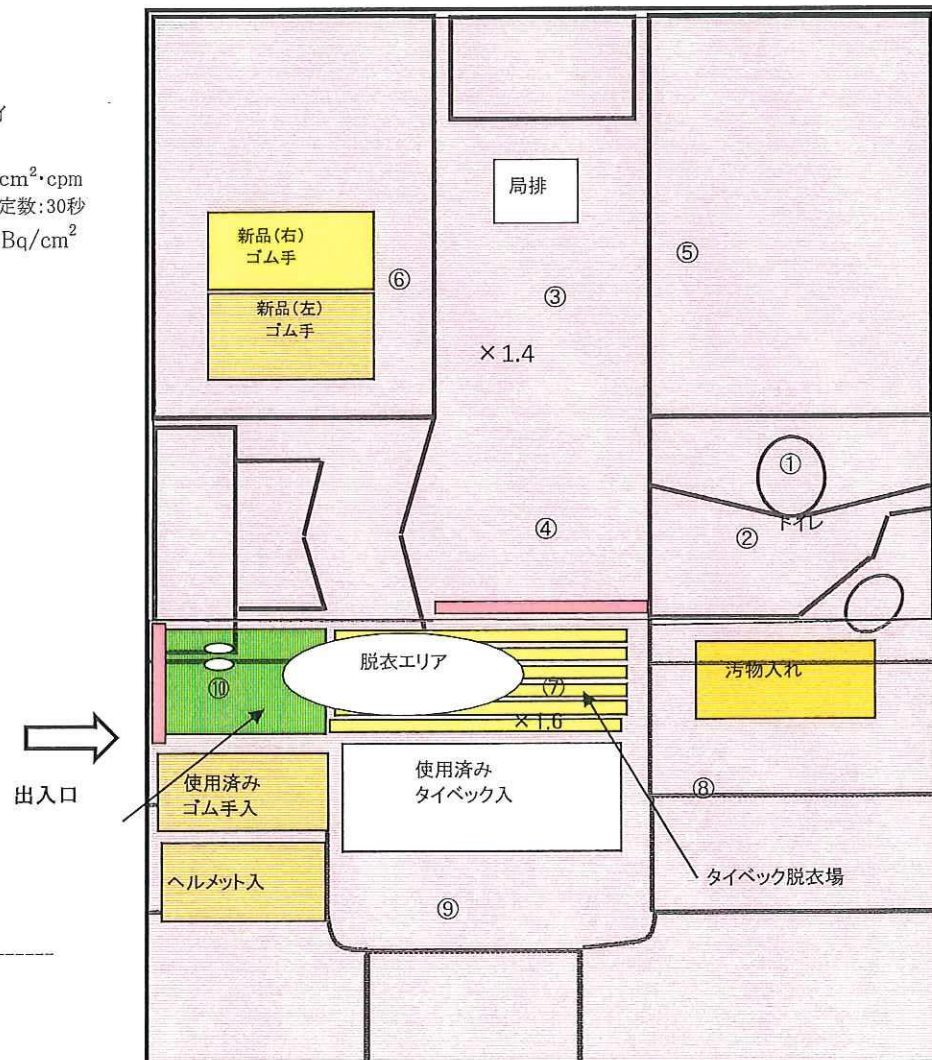 イ
cm²・cpm
定数:30秒
Bq/cm²
局排
新品(右)
ゴム手
⑥
⑤
③
新品(左)
ゴム手
×1.4
①
トイレ
④
②
脱衣エリア
⑦
⑩
×1.6
汚物入れ
出入口
使用済み
ゴム手入
使用済み
タイベック入
⑧
ヘルメット入
タイベック脱衣場
⑨